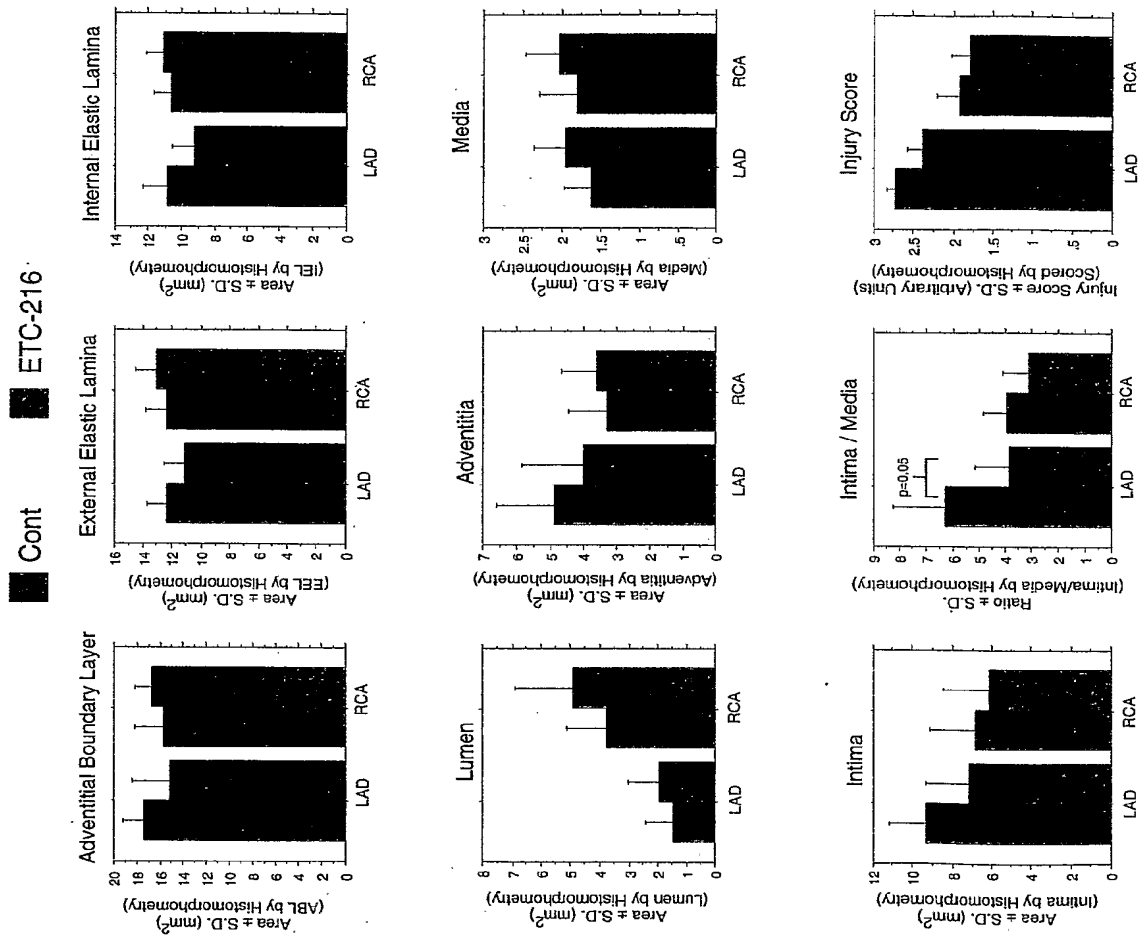 Cont
ETC-216
Adventitial Boundary Layer
Area ± S.D. (mm²)
(ABL by Histomorphometry)
20
18
16
14
12
10
8
6
4
2
0
LAD
RCA
External Elastic Lamina
Area ± S.D. (mm²)
(EEL by Histomorphometry)
16
14
12
10
8
6
4
2
0
LAD
RCA
Internal Elastic Lamina
Area ± S.D. (mm²)
(IEL by Histomorphometry)
14
12
10
8
6
4
2
0
LAD
RCA
Lumen
Area ± S.D. (mm²)
(Lumen by Histomorphometry)
8
7
6
5
4
3
2
1
0
LAD
RCA
Adventitia
Area ± S.D. (mm²)
(Adventitia by Histomorphometry)
7
6
5
4
3
2
1
0
LAD
RCA
Media
Area ± S.D. (mm²)
(Media by Histomorphometry)
3
2.5
2
1.5
1
.5
0
LAD
RCA
Intima
Area ± S.D. (mm²)
(Intima by Histomorphometry)
12
10
8
6
4
2
0
LAD
RCA
Intima / Media
Ratio ± S.D.
(Intima/Media by Histomorphometry)
9
8
7
6
5
4
3
2
1
0
p=0.05
LAD
RCA
Injury Score
Injury Score ± S.D. (Arbitrary Units)
(Scored by Histomorphometry)
3
2.5
2
1.5
1
.5
0
LAD
RCA